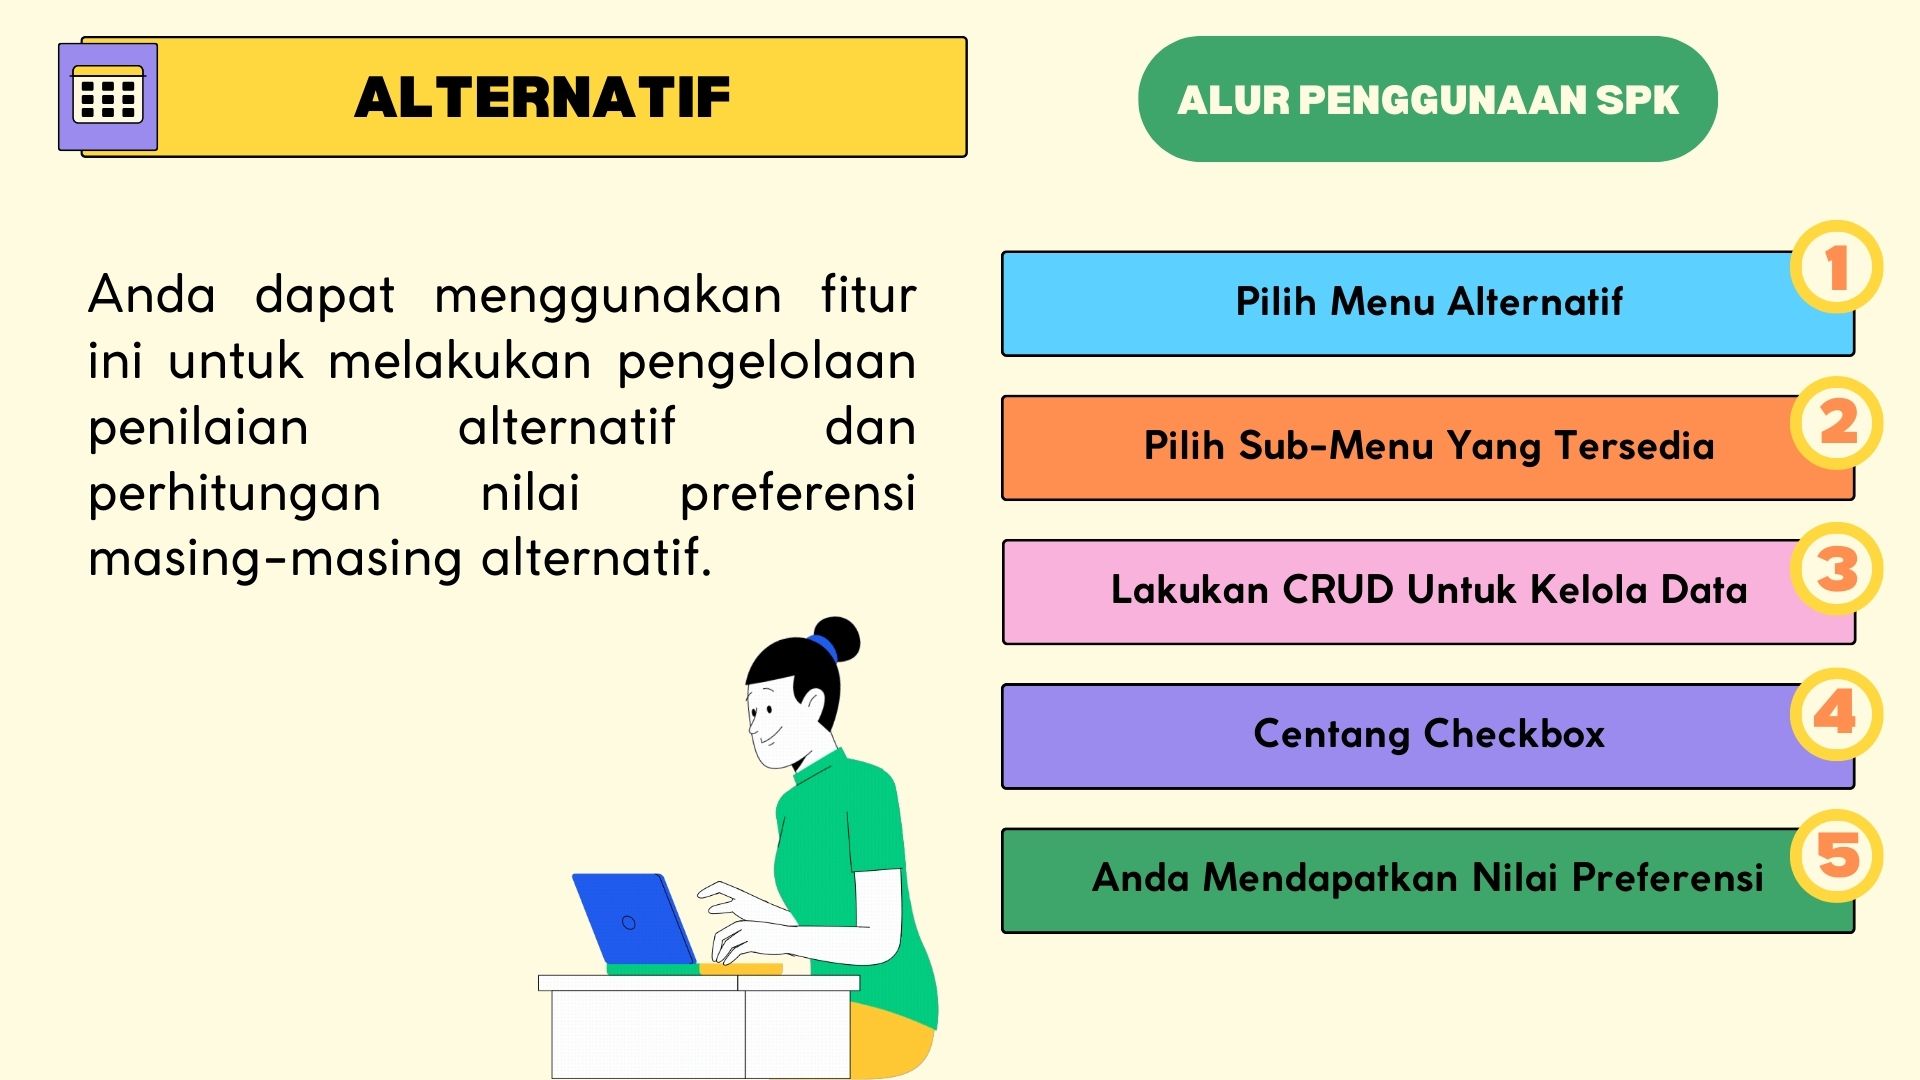 ALTERNATIF
Anda dapat menggunakan fitur
ini untuk melakukan pengelolaan
penilaian alternatif dan
perhitungan nilai preferensi
masing-masing alternatif.
ALUR PENGGUNAAN SPK
1
Pilih Menu Alternatif
2
Pilih Sub-Menu Yang Tersedia
3
Lakukan CRUD Untuk Kelola Data
4
Centang Checkbox
5
Anda Mendapatkan Nilai Preferensi